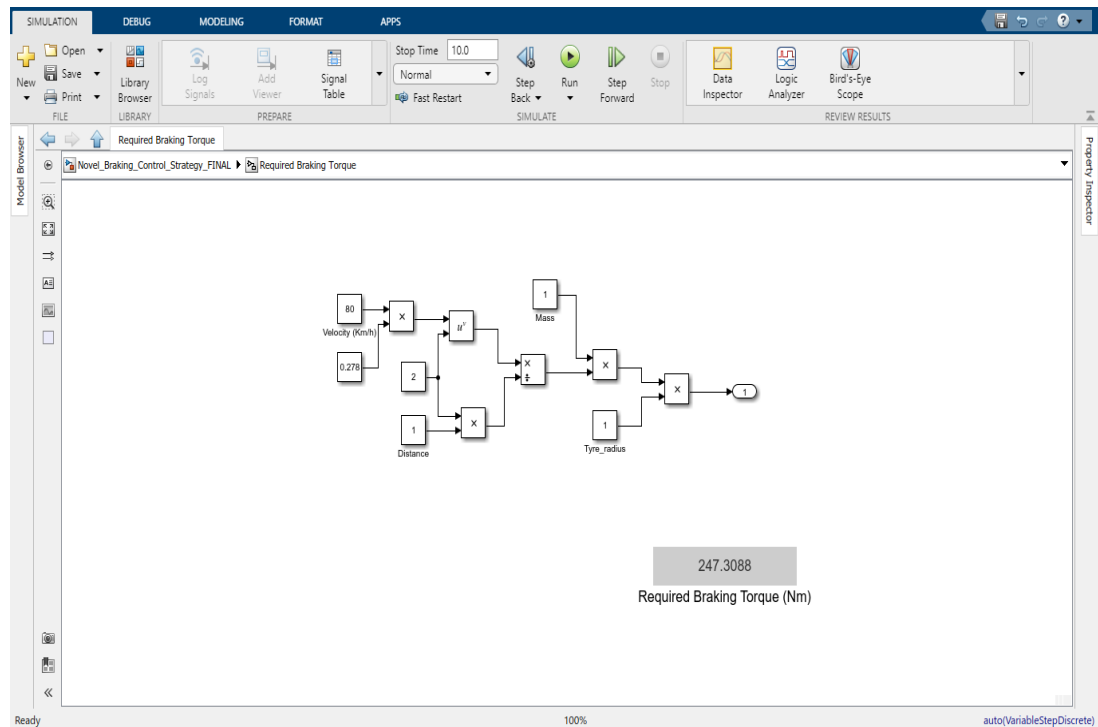 SIMULATION DEBUG MODELING FORMAT APPS
New
Open
Save
Print
FILE
Library
Browser
LIBRARY
Log
Signals
Add
Viewer
Signal
Table
PREPARE
Stop Time 10.0
Normal
Fast Restart
Step
Back
Run
Step
Forward
Stop
SIMULATE
Data
Inspector
Logic
Analyzer
Bird's-Eye
Scope
REVIEW RESULTS
Model Browser
Required Braking Torque
Novel_Braking_Control_Strategy_FINAL Required Braking Torque
Property Inspector
80
Velocity (Km/h)
0.278
×
u^v
2
1
Distance
×
×
÷
1
Mass
×
1
Tyre_radius
×
1
247.3088
Required Braking Torque (Nm)
Ready 100% auto(VariableStepDiscrete)